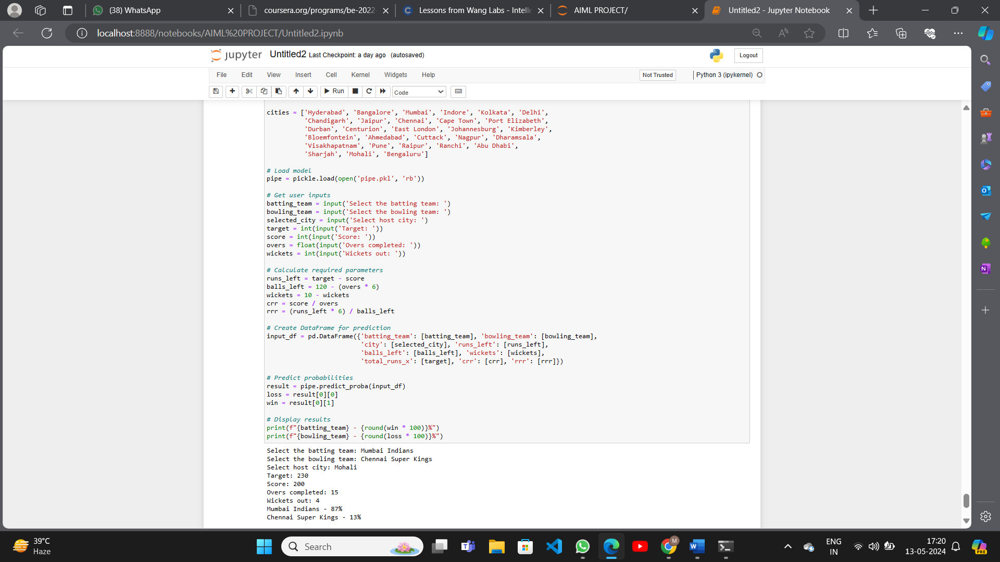 (38) WhatsApp
coursera.org/programs/be-2022-
Lessons from Wang Labs - Intelle
AIML PROJECT/
Untitled2 - Jupyter Notebook
localhost:8888/notebooks/AIML%20PROJECT/Untitled2.ipynb
jupyter Untitled2 Last Checkpoint: a day ago (autosaved)
Logout
File Edit View Insert Cell Kernel Widgets Help
Not Trusted
Python 3 (ipykernel)
Run
Code
cities = ['Hyderabad', 'Bangalore', 'Mumbai', 'Indore', 'Kolkata', 'Delhi',
'Chandigarh', 'Jaipur', 'Chennai', 'Cape Town', 'Port Elizabeth',
'Durban', 'Centurion', 'East London', 'Johannesburg', 'Kimberley',
'Bloemfontein', 'Ahmedabad', 'Cuttack', 'Nagpur', 'Dharamsala',
'Visakhapatnam', 'Pune', 'Raipur', 'Ranchi', 'Abu Dhabi',
'Sharjah', 'Mohali', 'Bengaluru']
# Load model
pipe = pickle.load(open('pipe.pkl', 'rb'))
# Get user inputs
batting_team = input('Select the batting team: ')
bowling_team = input('Select the bowling team: ')
selected_city = input('Select host city: ')
target = int(input('Target: '))
score = int(input('Score: '))
overs = float(input('Overs completed: '))
wickets = int(input('Wickets out: '))
# Calculate required parameters
runs_left = target - score
balls_left = 120 - (overs * 6)
wickets = 10 - wickets
crr = score / overs
rrr = (runs_left * 6) / balls_left
# Create DataFrame for prediction
input_df = pd.DataFrame({'batting_team': [batting_team], 'bowling_team': [bowling_team],
'city': [selected_city], 'runs_left': [runs_left],
'balls_left': [balls_left], 'wickets': [wickets],
'total_runs_x': [target], 'crr': [crr], 'rrr': [rrr]})
# Predict probabilities
result = pipe.predict_proba(input_df)
loss = result[0][0]
win = result[0][1]
# Display results
print(f"{batting_team} - {round(win * 100)}%")
print(f"{bowling_team} - {round(loss * 100)}%")
Select the batting team: Mumbai Indians
Select the bowling team: Chennai Super Kings
Select host city: Mohali
Target: 230
Score: 200
Overs completed: 15
Wickets out: 4
Mumbai Indians - 87%
Chennai Super Kings - 13%
39°C
Haze
Search
M
ENG
IN
17:20
13-05-2024
PRE